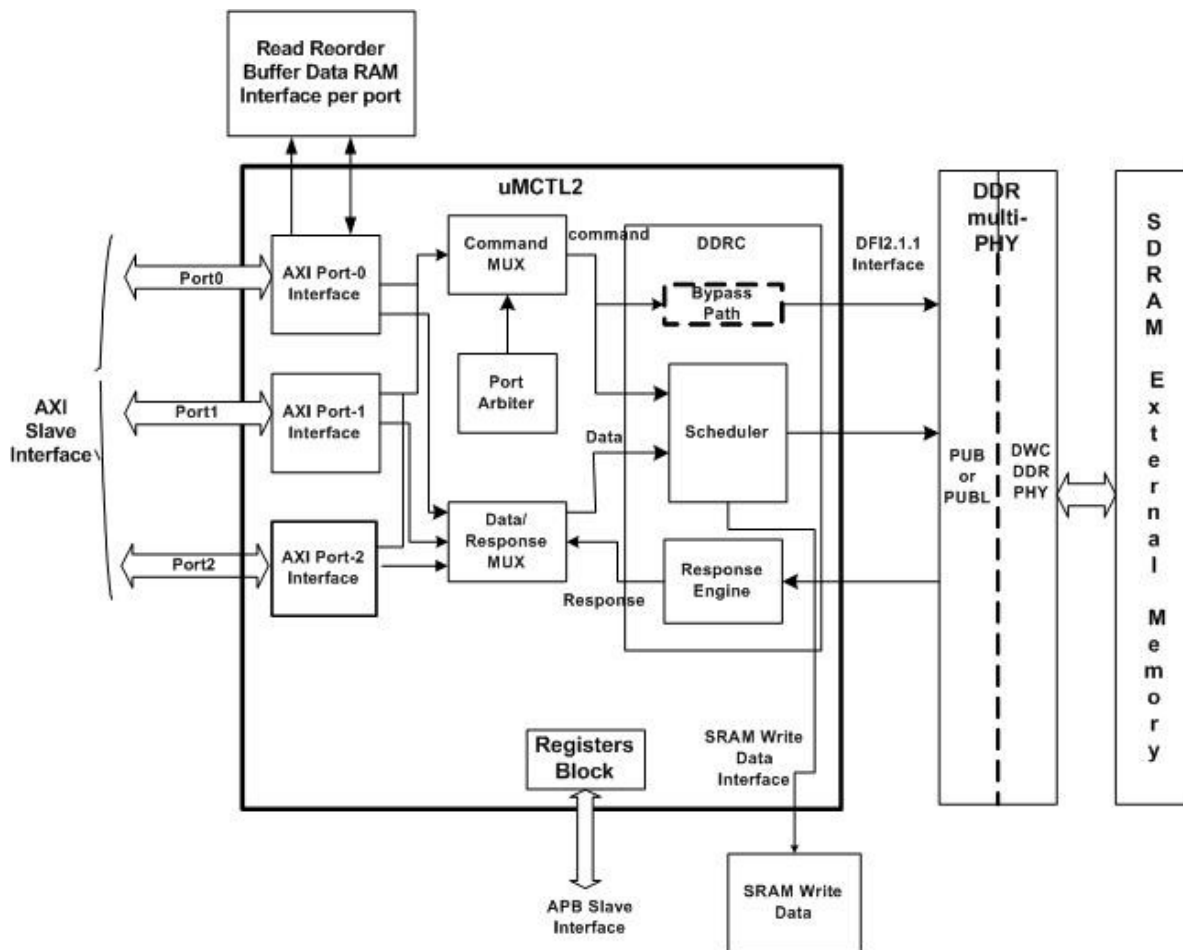 Read Reorder
Buffer Data RAM
Interface per port
uMCTL2
AXI
Slave
Interface
Port0
Port1
Port2
AXI Port-0
Interface
AXI Port-1
Interface
AXI Port-2
Interface
Command
MUX
command
Port
Arbiter
Data
Data/
Response
MUX
Response
DDRC
Bypass
Path
Scheduler
Response
Engine
DFI2.1.1
Interface
DDR
multi-
PHY
PUB
or
PUBL
DWC
DDR
PHY
SDRAM External Memory
Registers
Block
APB Slave
Interface
SRAM Write
Data
Interface
SRAM Write
Data